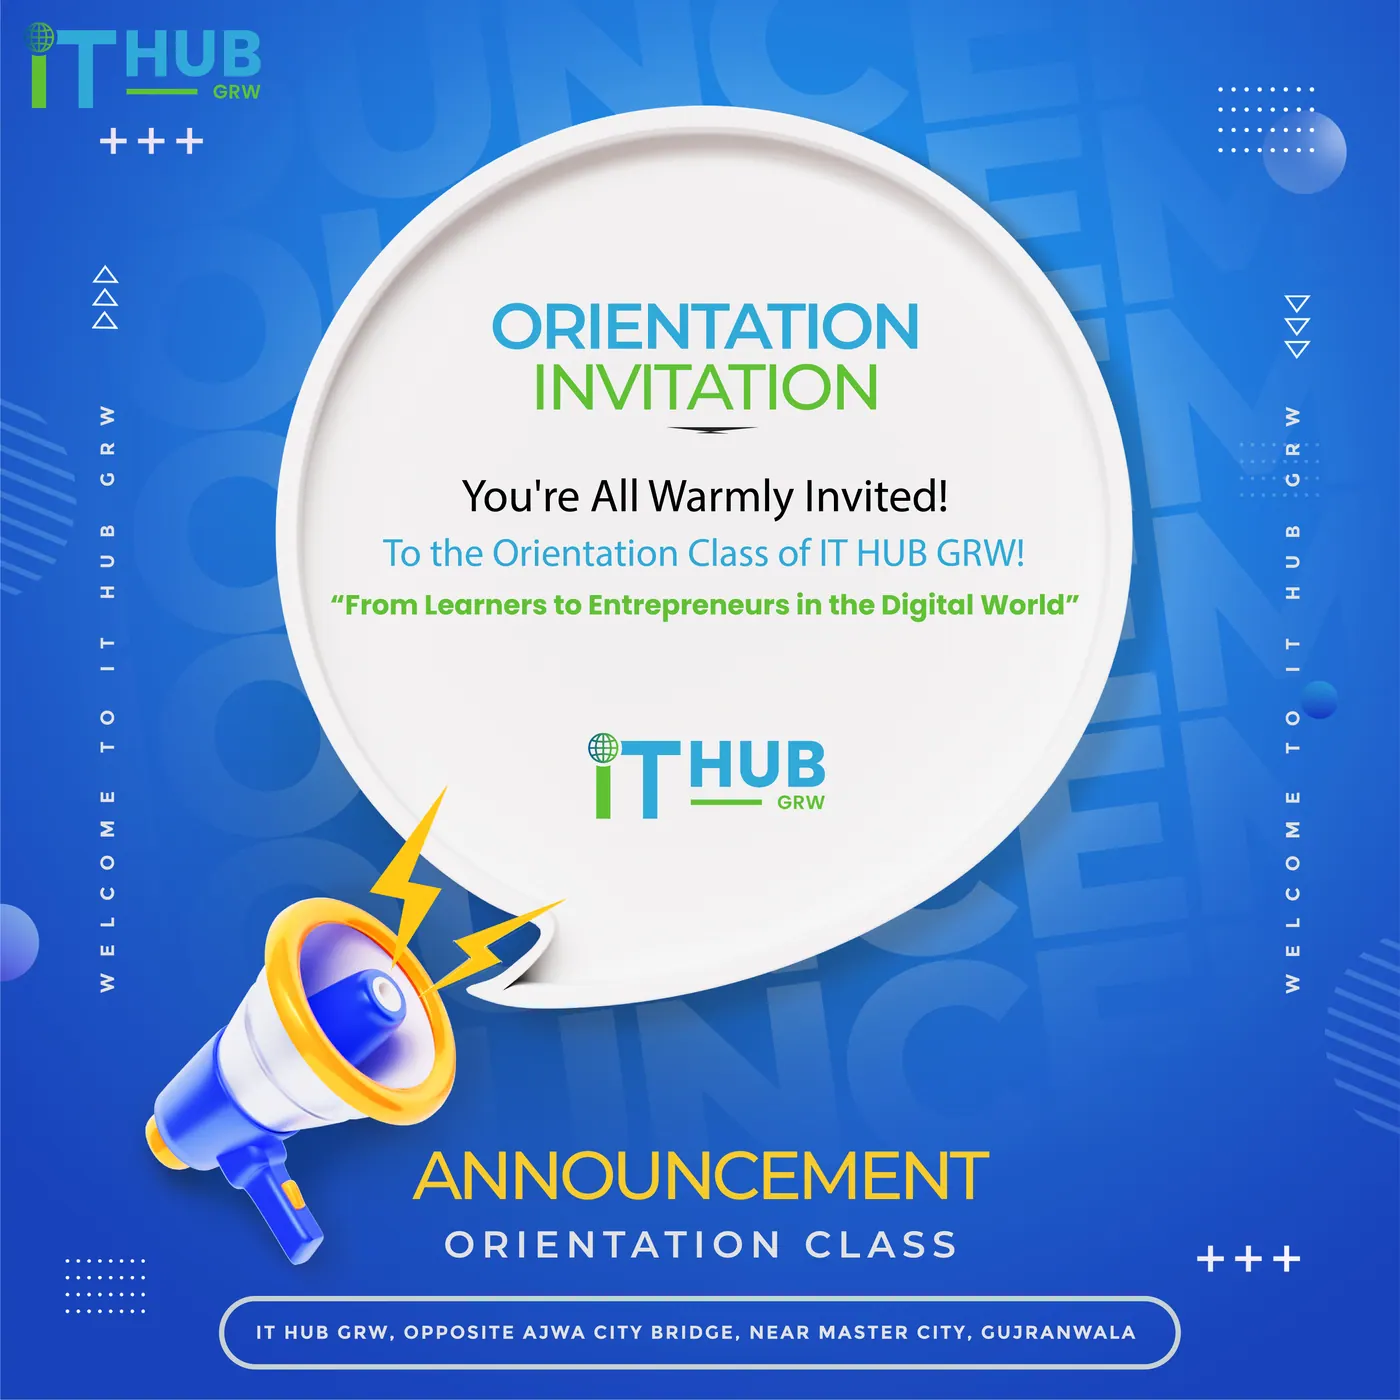 iT HUB
GRW
ORIENTATION
INVITATION
You're All Warmly Invited!
To the Orientation Class of IT HUB GRW!
“From Learners to Entrepreneurs in the Digital World”
iT HUB
GRW
WELCOME TO IT HUB GRW
WELCOME TO IT HUB GRW
ANNOUNCEMENT
ORIENTATION CLASS
IT HUB GRW, OPPOSITE AJWA CITY BRIDGE, NEAR MASTER CITY, GUJRANWALA